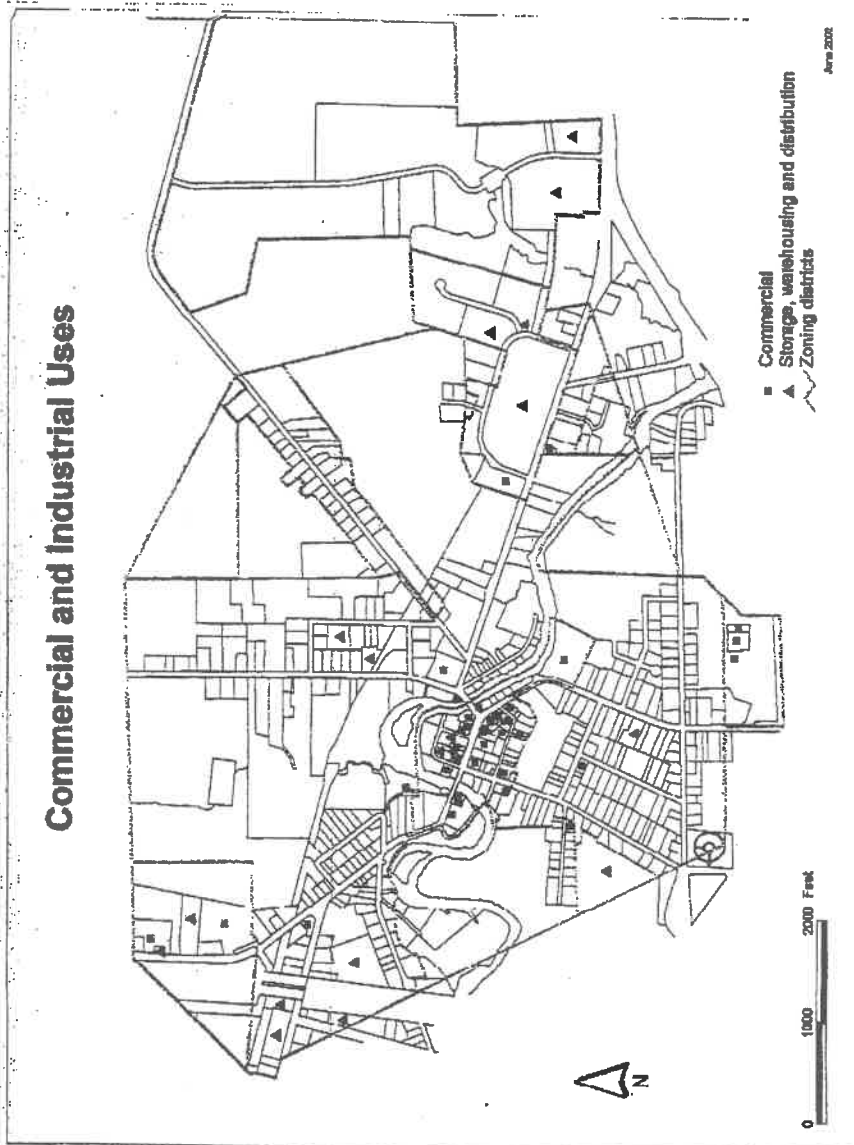 Commercial and Industrial Uses
Commercial
Storage, warehousing and distribution
Zoning districts
N
0 1000 2000 Feet
June 2002